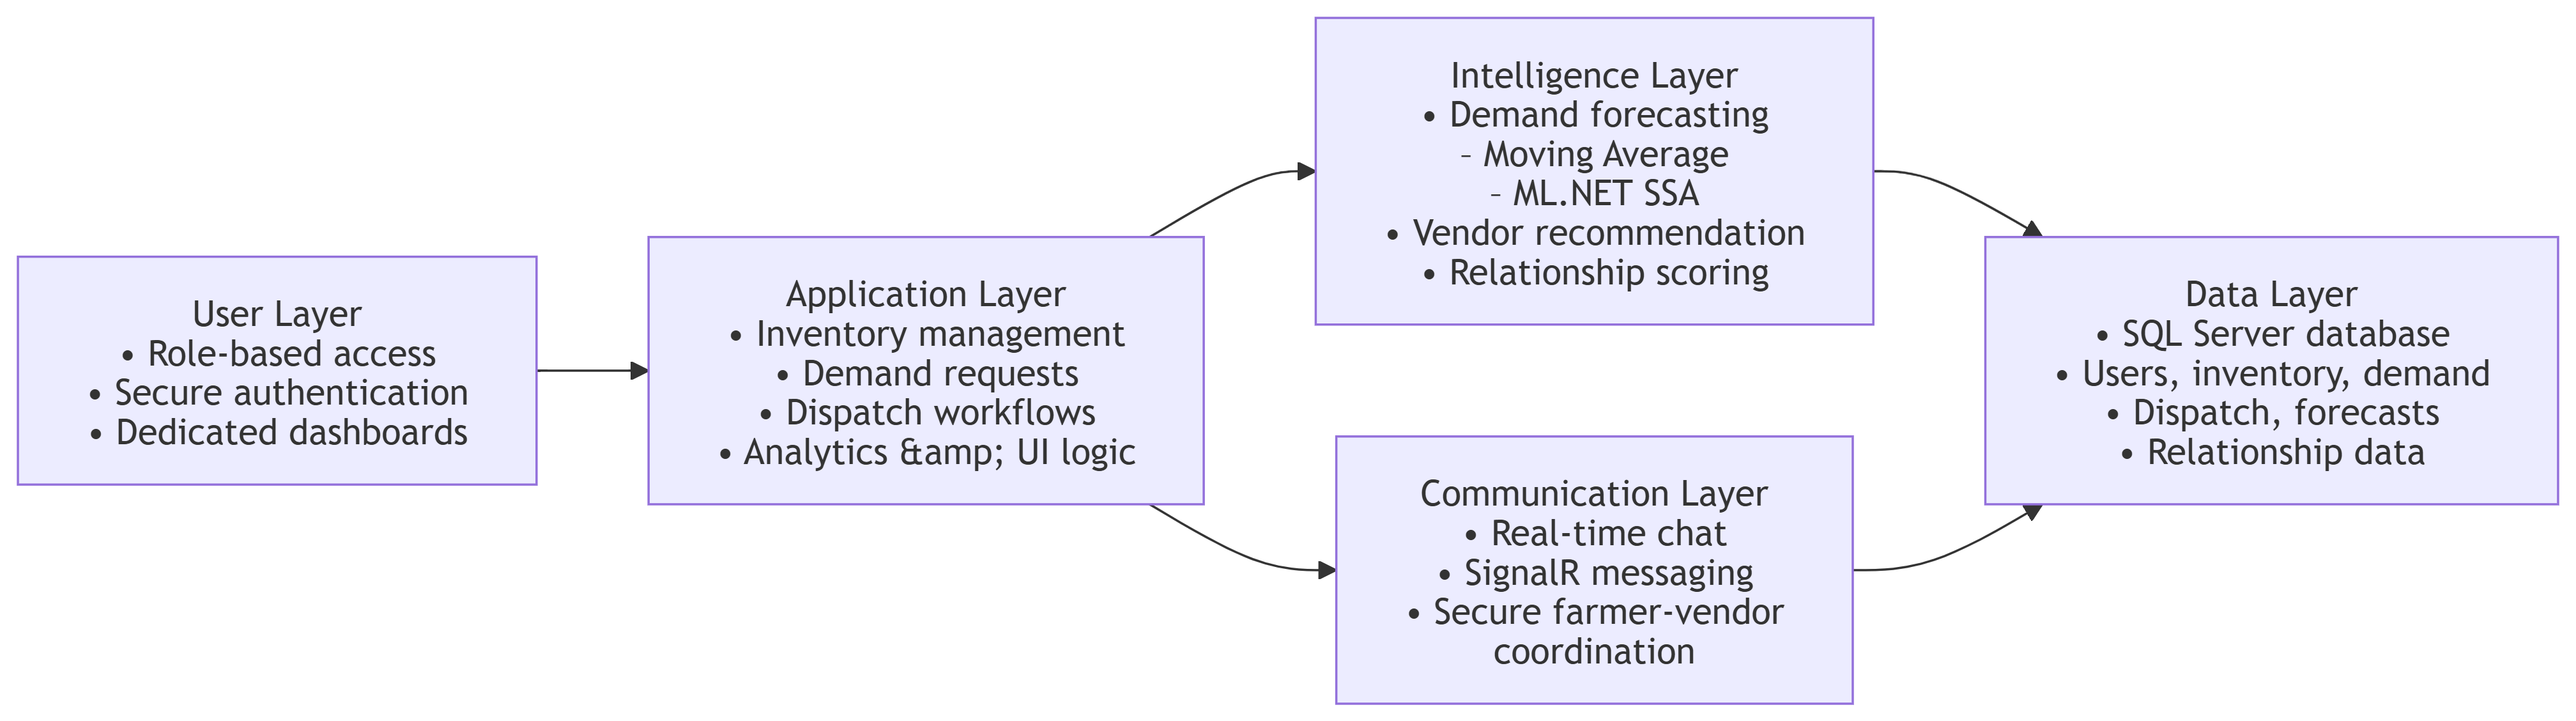 User Layer
• Role-based access
• Secure authentication
• Dedicated dashboards
Application Layer
• Inventory management
• Demand requests
• Dispatch workflows
• Analytics &amp; UI logic
Intelligence Layer
• Demand forecasting
– Moving Average
– ML.NET SSA
• Vendor recommendation
• Relationship scoring
Communication Layer
• Real-time chat
• SignalR messaging
• Secure farmer-vendor
coordination
Data Layer
• SQL Server database
• Users, inventory, demand
• Dispatch, forecasts
• Relationship data